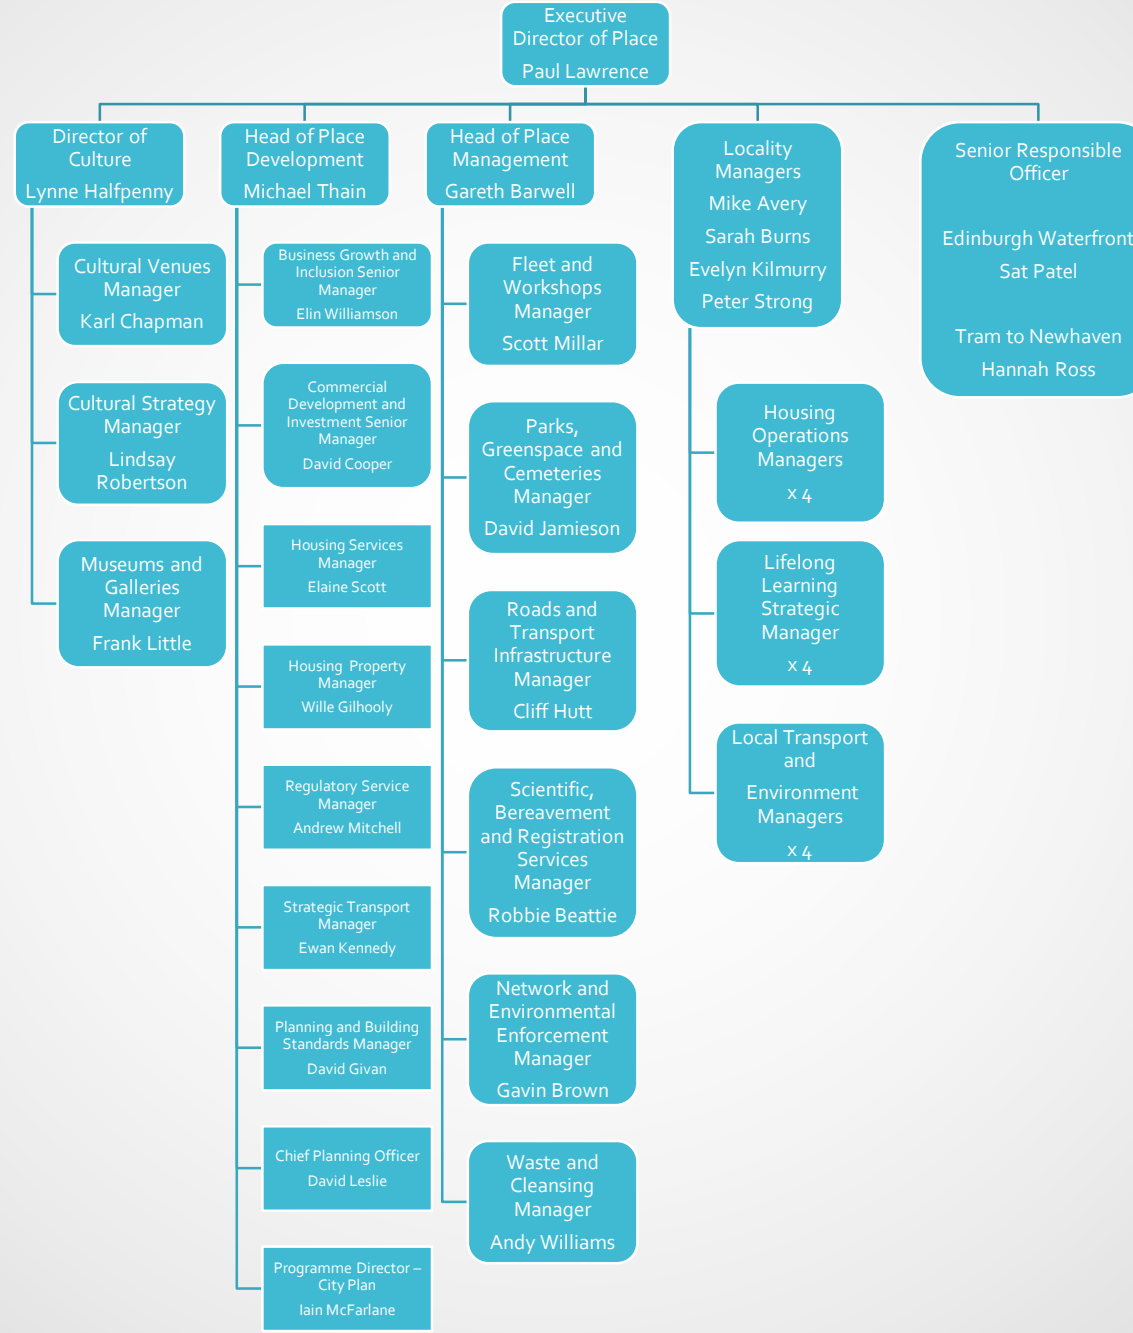 Executive
Director of Place
Paul Lawrence
Director of
Culture
Lynne Halfpenny
Cultural Venues
Manager
Karl Chapman
Cultural Strategy
Manager
Lindsay
Robertson
Museums and
Galleries
Manager
Frank Little
Head of Place
Development
Michael Thain
Business Growth and
Inclusion Senior
Manager
Elin Williamson
Commercial
Development and
Investment Senior
Manager
David Cooper
Housing Services
Manager
Elaine Scott
Housing Property
Manager
Wille Gilhooly
Regulatory Service
Manager
Andrew Mitchell
Strategic Transport
Manager
Ewan Kennedy
Planning and Building
Standards Manager
David Givan
Chief Planning Officer
David Leslie
Programme Director –
City Plan
Iain McFarlane
Head of Place
Management
Gareth Barwell
Fleet and
Workshops
Manager
Scott Millar
Parks,
Greenspace and
Cemeteries
Manager
David Jamieson
Roads and
Transport
Infrastructure
Manager
Cliff Hutt
Scientific,
Bereavement
and Registration
Services
Manager
Robbie Beattie
Network and
Environmental
Enforcement
Manager
Gavin Brown
Waste and
Cleansing
Manager
Andy Williams
Locality
Managers
Mike Avery
Sarah Burns
Evelyn Kilmurry
Peter Strong
Housing
Operations
Managers
x 4
Lifelong
Learning
Strategic
Manager
x 4
Local Transport
and
Environment
Managers
x 4
Senior Responsible
Officer
Edinburgh Waterfront
Sat Patel
Tram to Newhaven
Hannah Ross